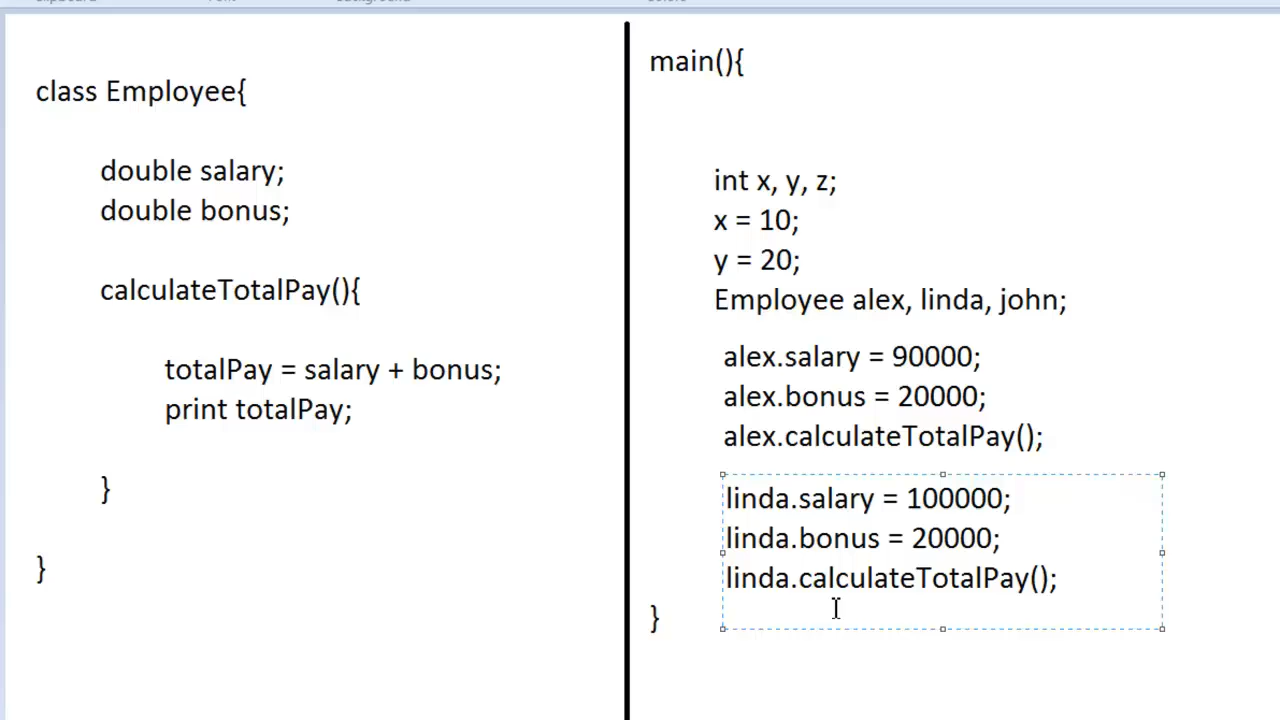 class Employee{
double salary;
double bonus;
calculateTotalPay(){
totalPay = salary + bonus;
print totalPay;
}
}
main(){
int x, y, z;
x = 10;
y = 20;
Employee alex, linda, john;
alex.salary = 90000;
alex.bonus = 20000;
alex.calculateTotalPay();
linda.salary = 100000;
linda.bonus = 20000;
linda.calculateTotalPay();
}